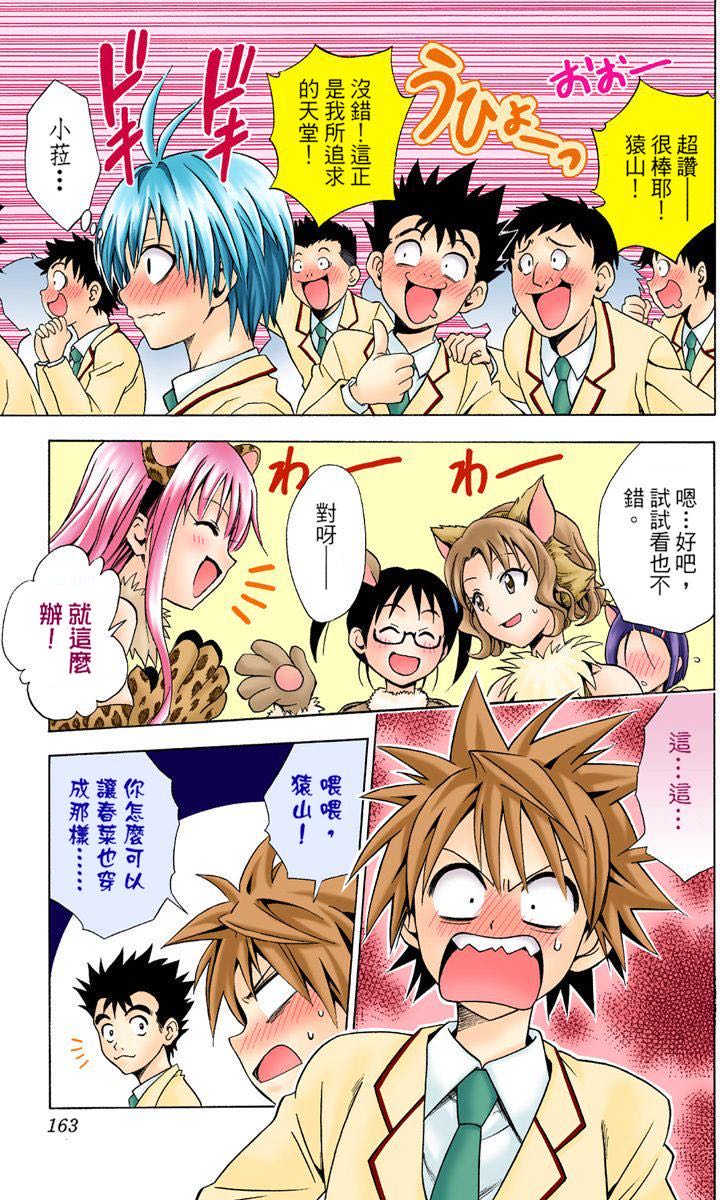 超讚──
很棒耶！
猿山！
おおー
うひょーっ
沒錯！這正
是我所追求
的天堂！
ドキ
ドキ
小菈…
嗯…好吧，
試試看也不
錯。
わー
わー
對呀──
就這麼
辦！
這…這…
喂喂，
猿山！
你怎麼可以
讓春菜也穿
成那樣……
163